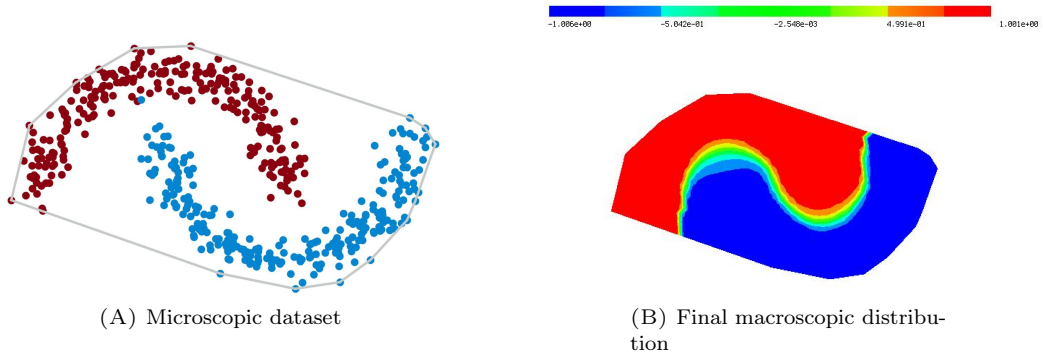 -1.006e+00 -5.042e-01 -2.548e-03 4.991e-01 1.001e+00
(A) Microscopic dataset
(B) Final macroscopic distribu-
tion